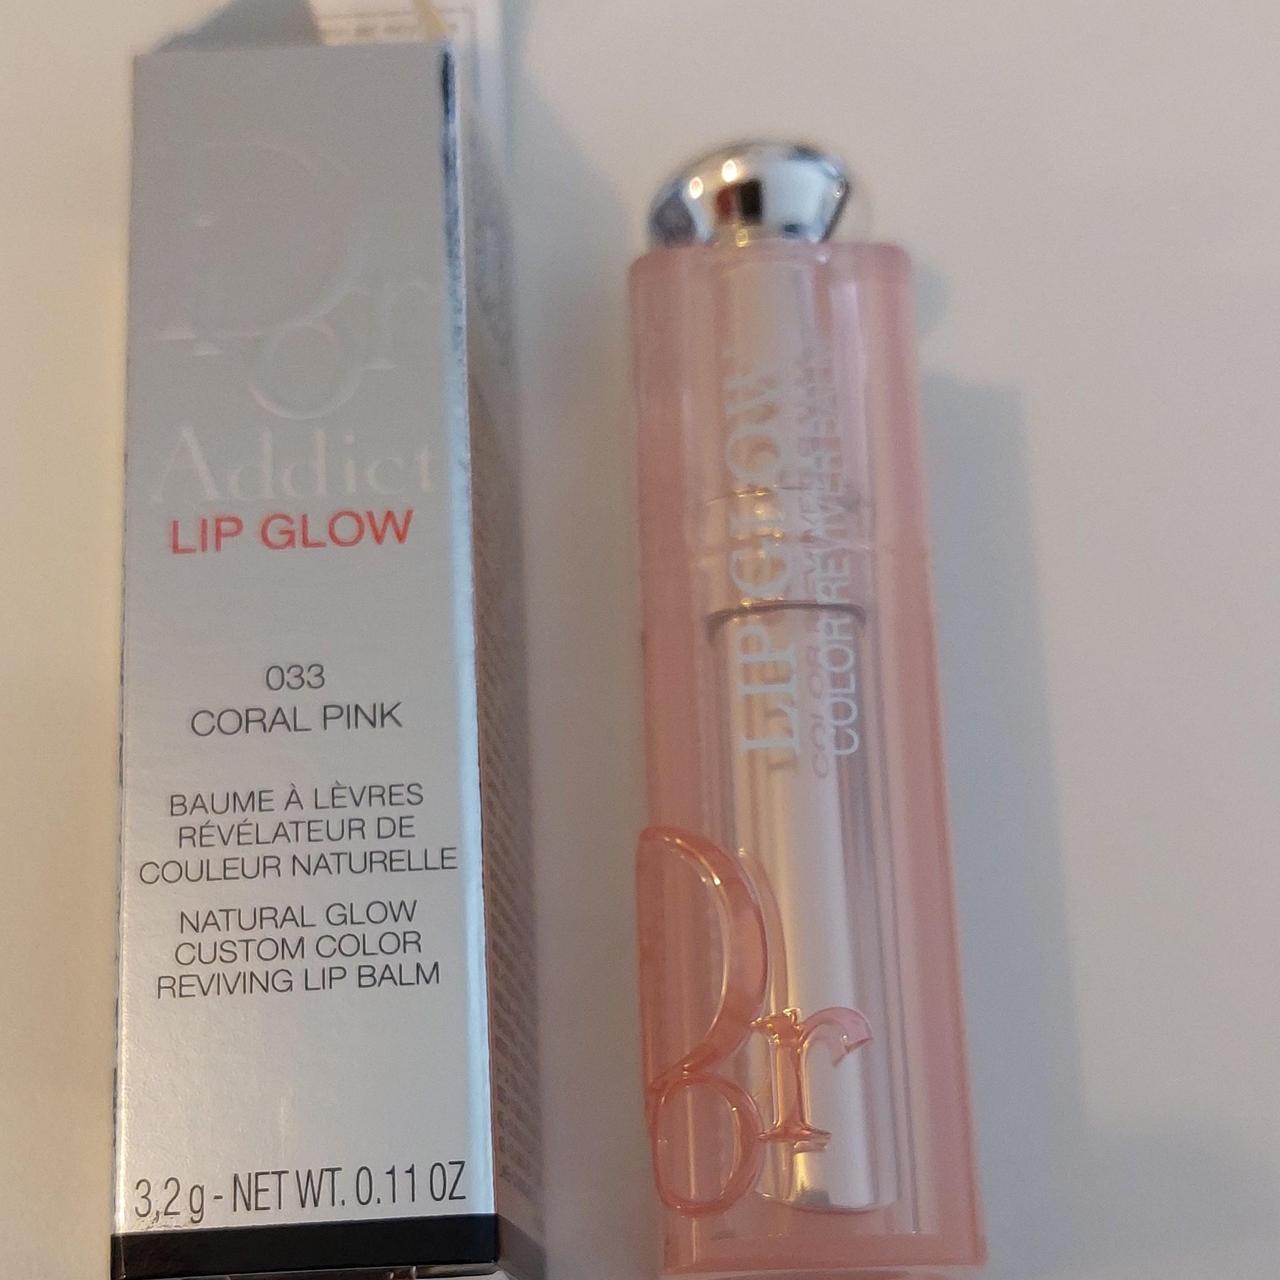 Dior
Addict
LIP GLOW
033
CORAL PINK
BAUME À LÈVRES
RÉVÉLATEUR DE
COULEUR NATURELLE
NATURAL GLOW
CUSTOM COLOR
REVIVING LIP BALM
3,2 g - NET WT. 0.11 OZ
LIP GLOW
COLOR REVIVER BALM
Dior